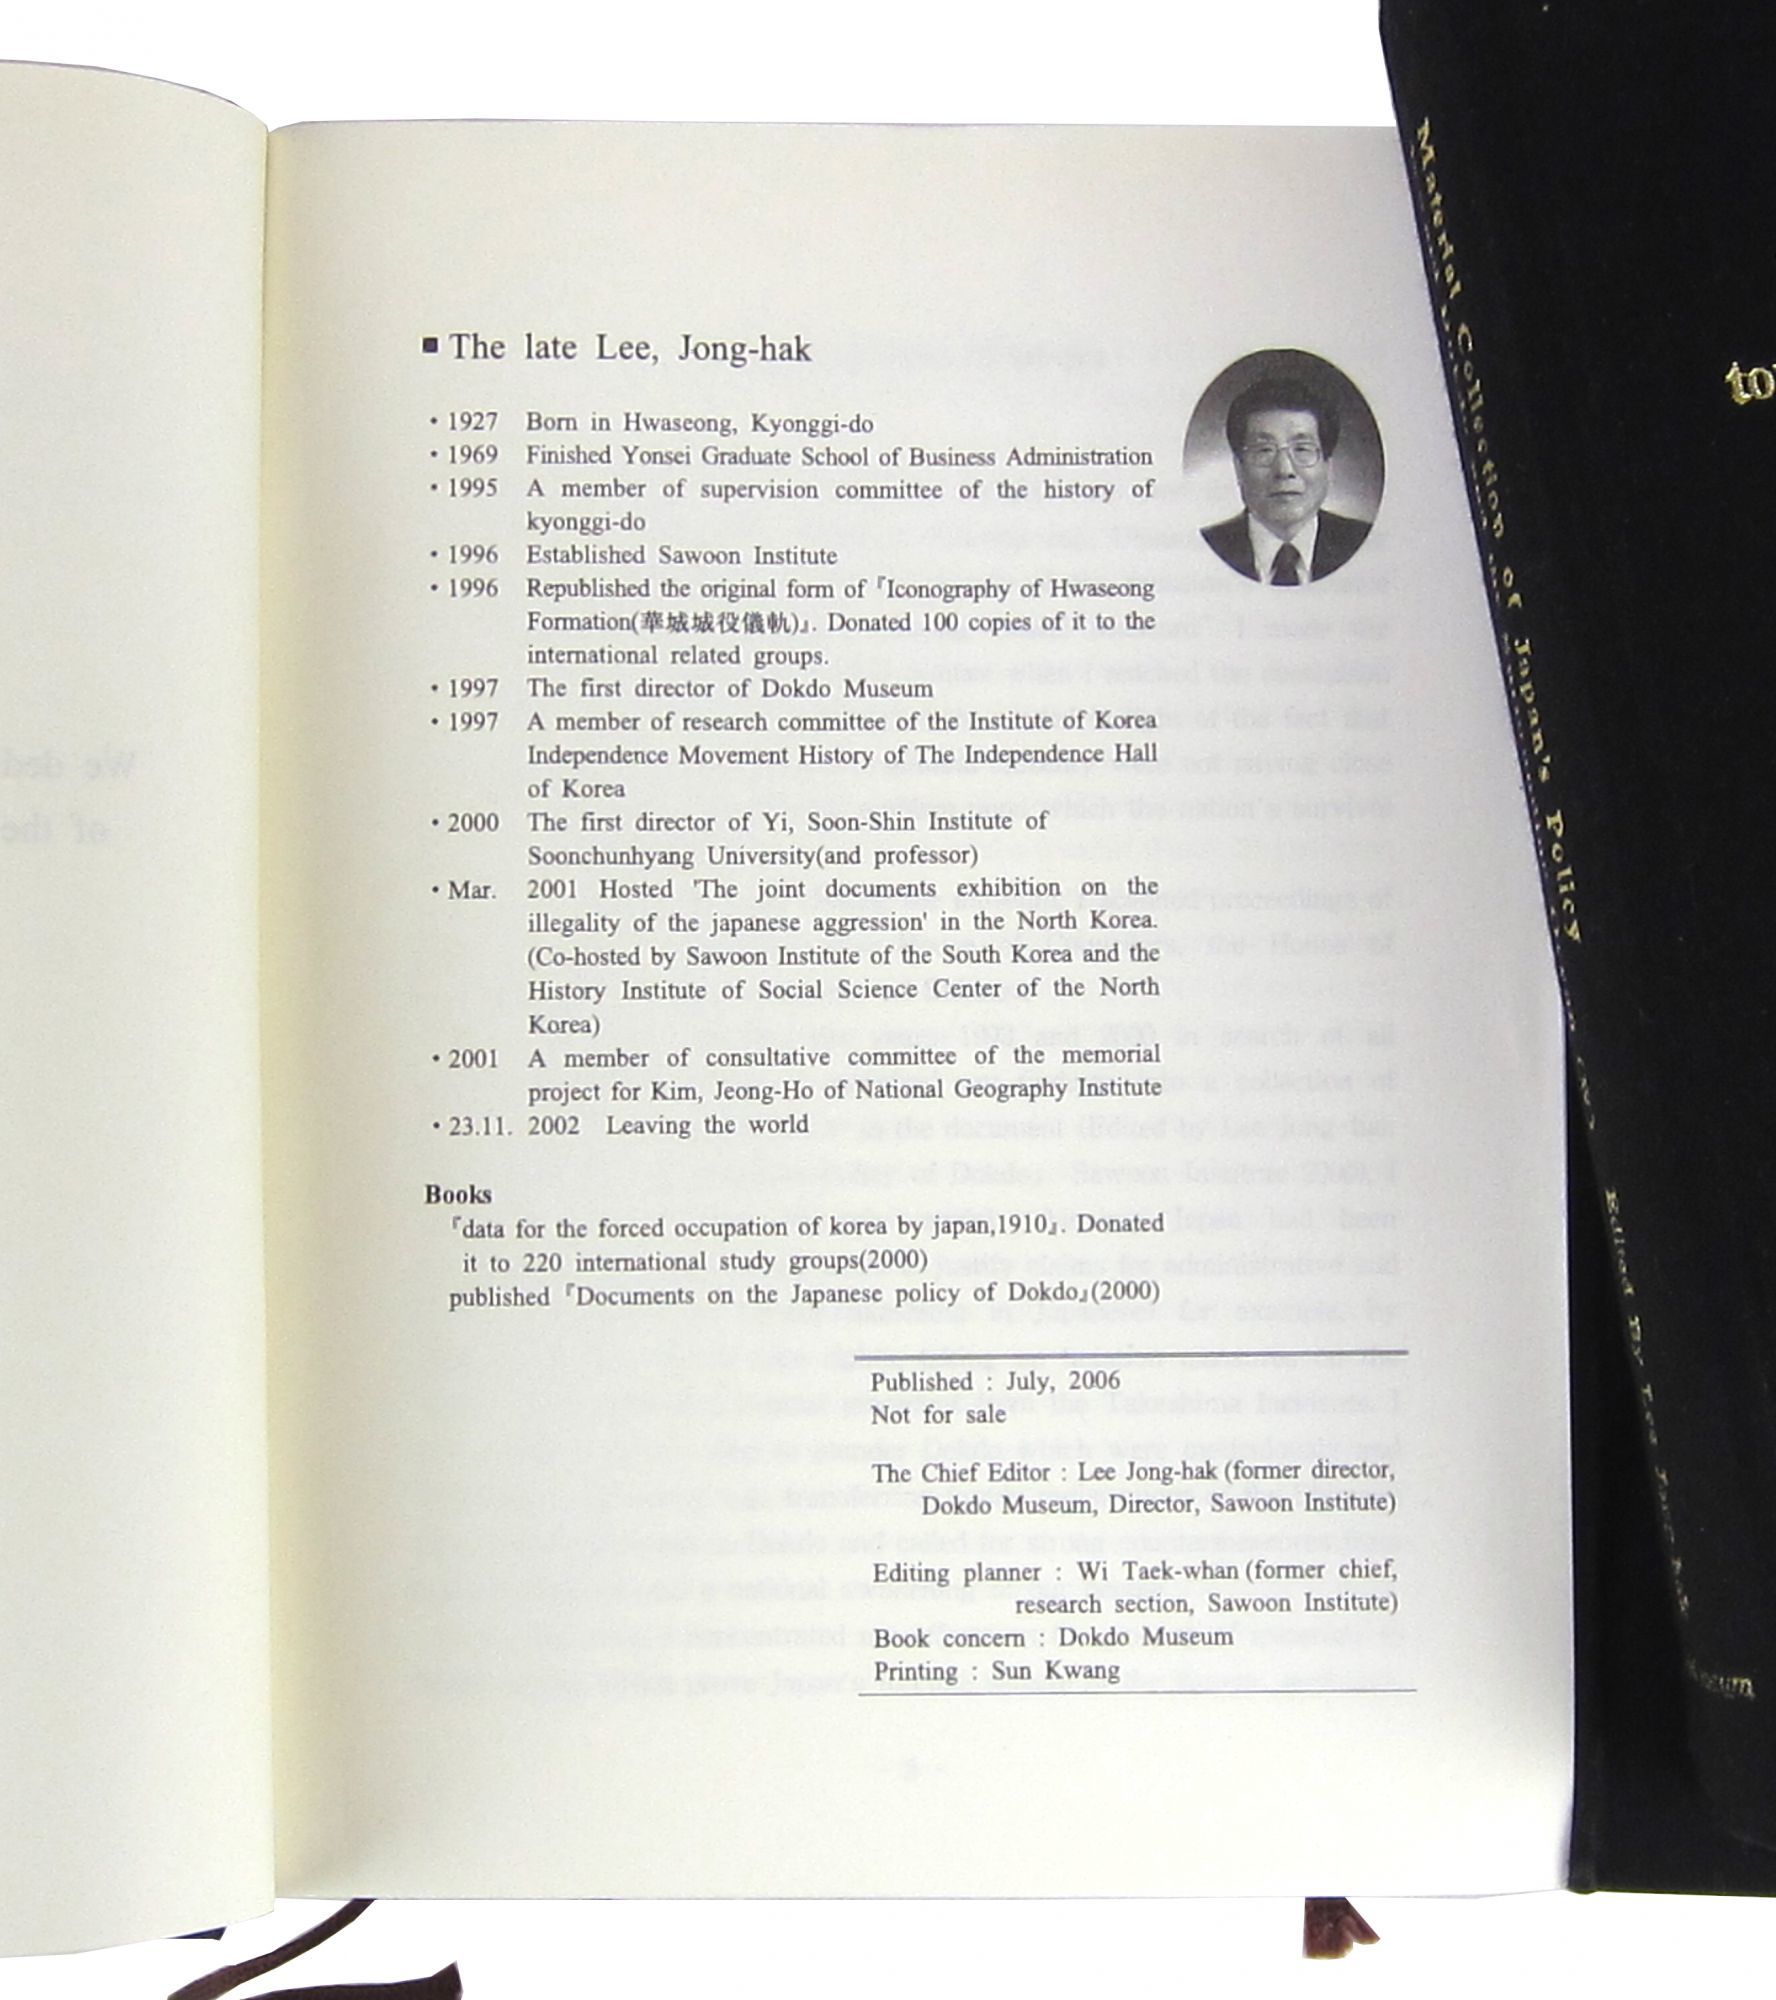 ■ The late Lee, Jong-hak
・1927 Born in Hwaseong, Kyonggi-do
・1969 Finished Yonsei Graduate School of Business Administration
・1995 A member of supervision committee of the history of
kyonggi-do
・1996 Established Sawoon Institute
・1996 Republished the original form of 『Iconography of Hwaseong
Formation(華城城役儀軌)』. Donated 100 copies of it to the
international related groups.
・1997 The first director of Dokdo Museum
・1997 A member of research committee of the Institute of Korea
Independence Movement History of The Independence Hall
of Korea
・2000 The first director of Yi, Soon-Shin Institute of
Soonchunhyang University(and professor)
・Mar. 2001 Hosted 'The joint documents exhibition on the
illegality of the japanese aggression' in the North Korea.
(Co-hosted by Sawoon Institute of the South Korea and the
History Institute of Social Science Center of the North
Korea)
・2001 A member of consultative committee of the memorial
project for Kim, Jeong-Ho of National Geography Institute
・23.11. 2002 Leaving the world
Books
『data for the forced occupation of korea by japan,1910』. Donated
it to 220 international study groups(2000)
published 『Documents on the Japanese policy of Dokdo』(2000)
Published : July, 2006
Not for sale
The Chief Editor : Lee Jong-hak (former director,
Dokdo Museum, Director, Sawoon Institute)
Editing planner : Wi Taek-whan (former chief,
research section, Sawoon Institute)
Book concern : Dokdo Museum
Printing : Sun Kwang
Material Collection of Japan's Policy
Edited By Lee Jong-hak